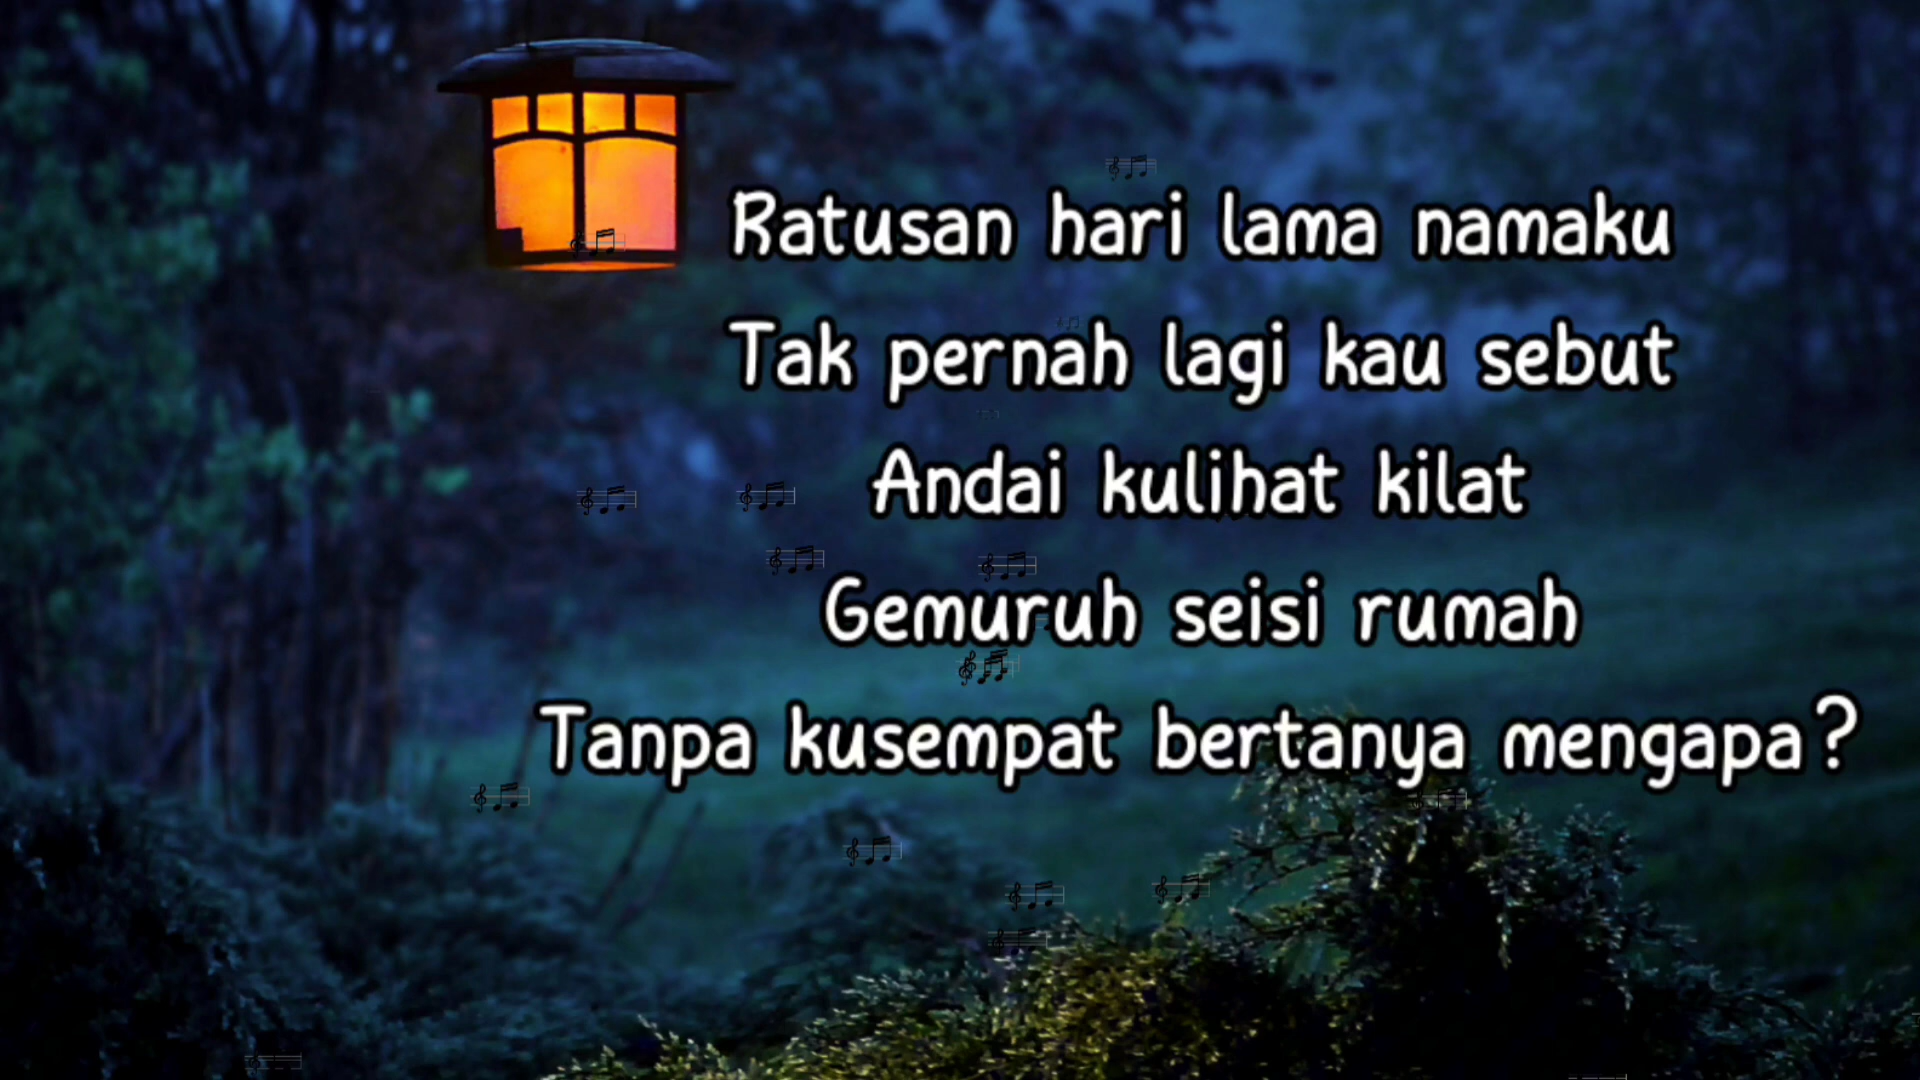 Ratusan hari lama namaku
Tak pernah lagi kau sebut
Andai kulihat kilat
Gemuruh seisi rumah
Tanpa kusempat bertanya mengapa?